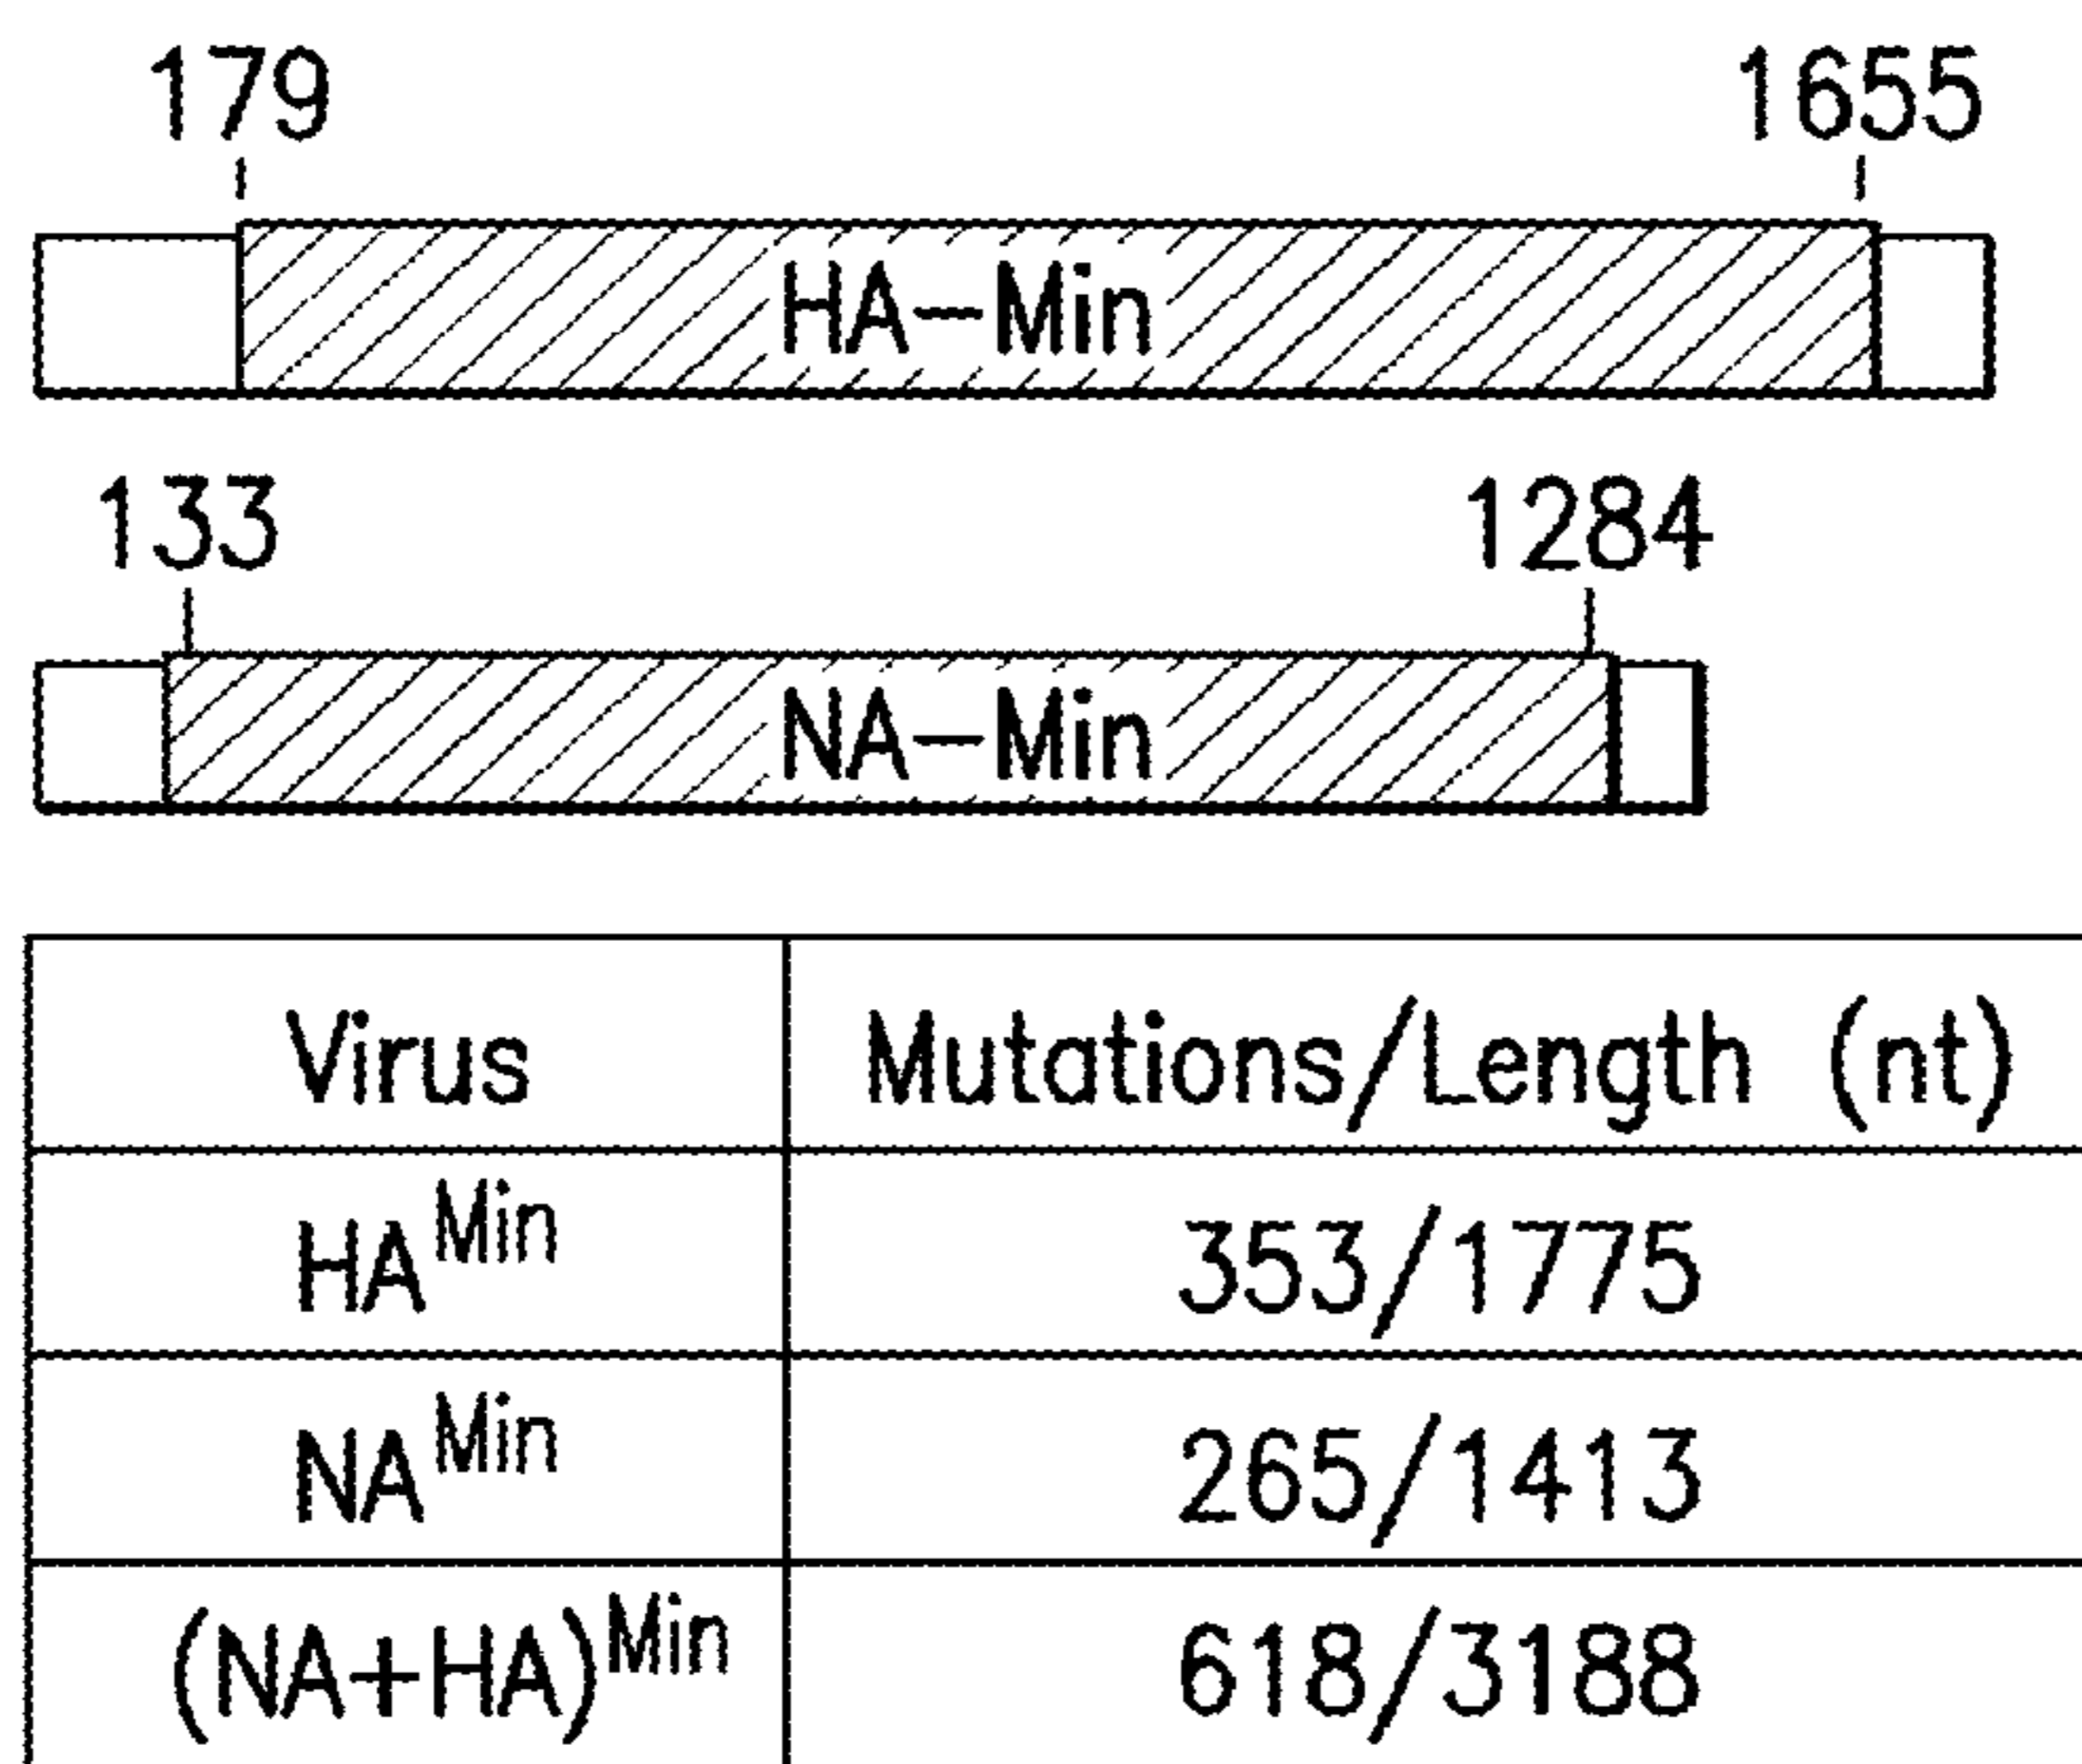 179 1655
HA-Min
133 1284
NA-Min
Virus Mutations/Length (nt)
HA^Min 353/1775
NA^Min 265/1413
(NA+HA)^Min 618/3188